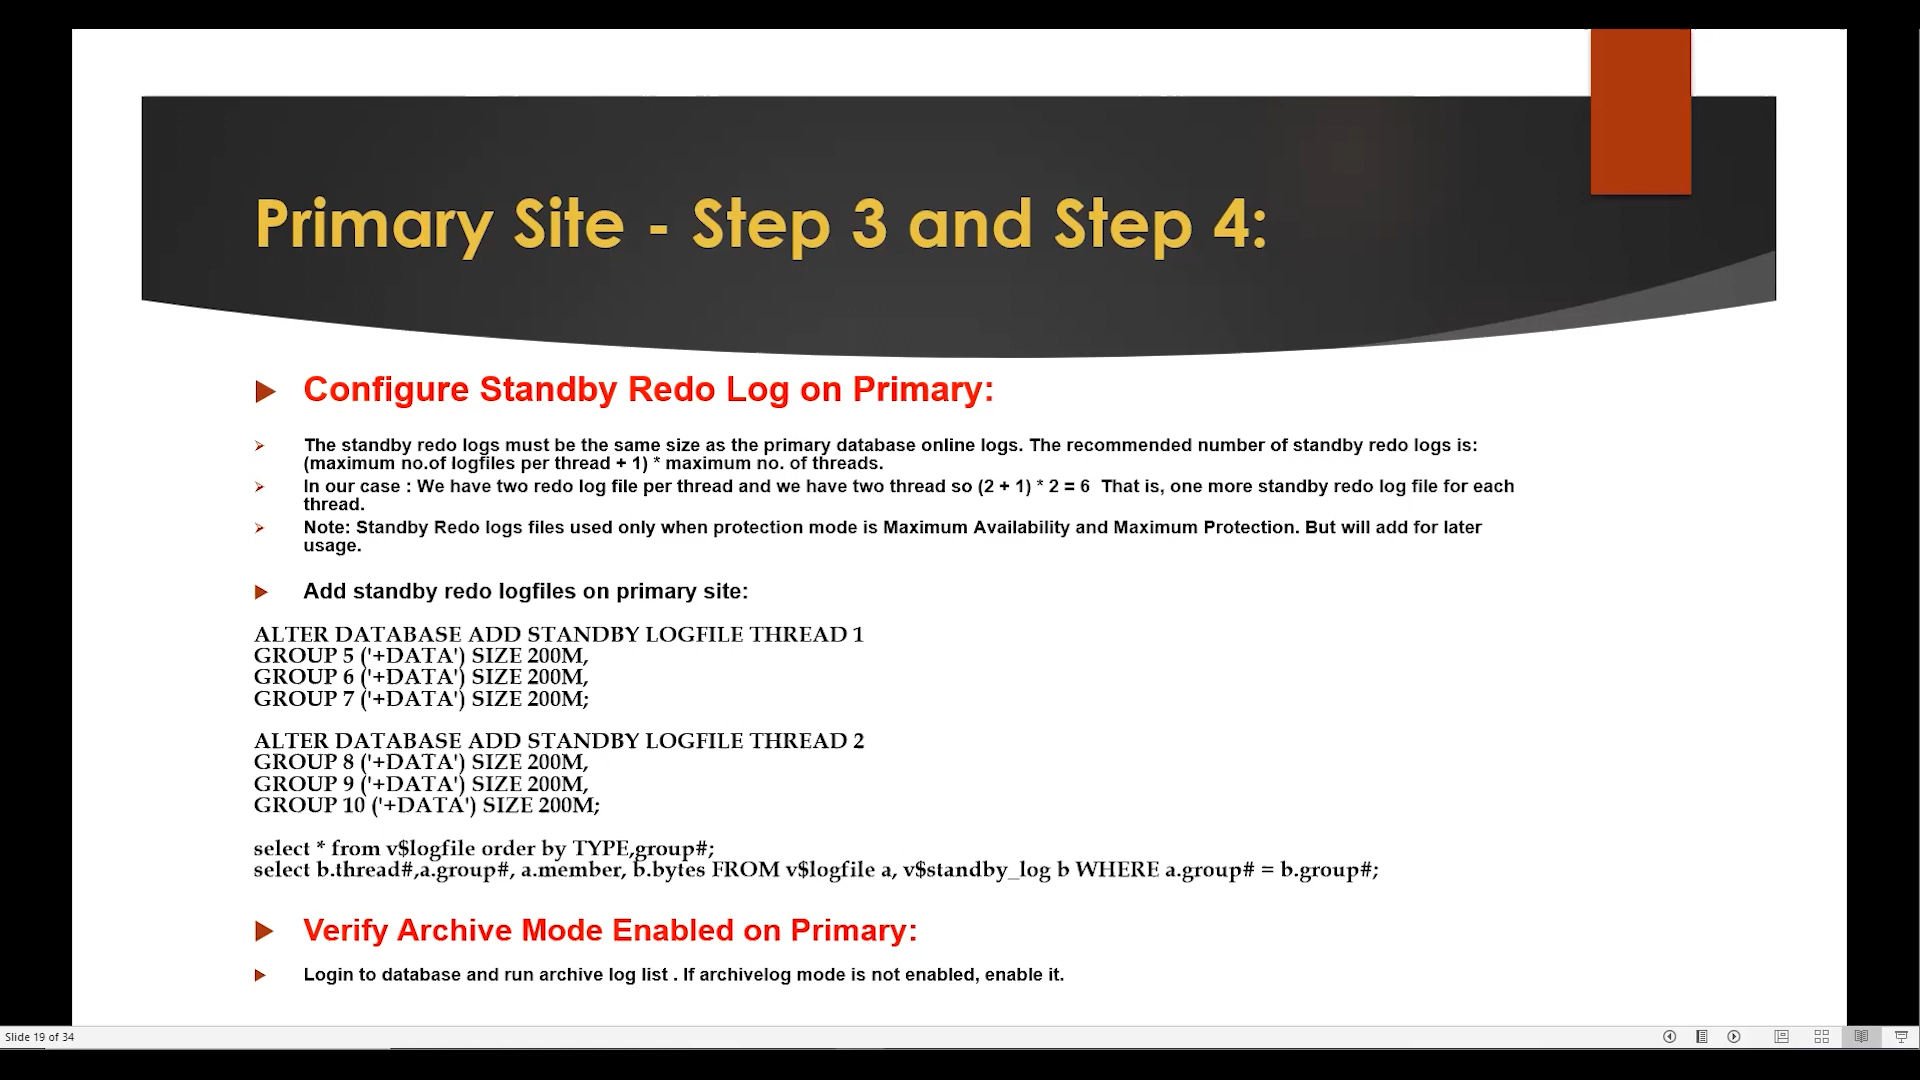 Primary Site - Step 3 and Step 4:
Configure Standby Redo Log on Primary:
The standby redo logs must be the same size as the primary database online logs. The recommended number of standby redo logs is:
(maximum no.of logfiles per thread + 1) * maximum no. of threads.
In our case : We have two redo log file per thread and we have two thread so (2 + 1) * 2 = 6  That is, one more standby redo log file for each
thread.
Note: Standby Redo logs files used only when protection mode is Maximum Availability and Maximum Protection. But will add for later
usage.
Add standby redo logfiles on primary site:
ALTER DATABASE ADD STANDBY LOGFILE THREAD 1
GROUP 5 ('+DATA') SIZE 200M,
GROUP 6 ('+DATA') SIZE 200M,
GROUP 7 ('+DATA') SIZE 200M;
ALTER DATABASE ADD STANDBY LOGFILE THREAD 2
GROUP 8 ('+DATA') SIZE 200M,
GROUP 9 ('+DATA') SIZE 200M,
GROUP 10 ('+DATA') SIZE 200M;
select * from v$logfile order by TYPE,group#;
select b.thread#,a.group#, a.member, b.bytes FROM v$logfile a, v$standby_log b WHERE a.group# = b.group#;
Verify Archive Mode Enabled on Primary:
Login to database and run archive log list . If archivelog mode is not enabled, enable it.
Slide 19 of 34